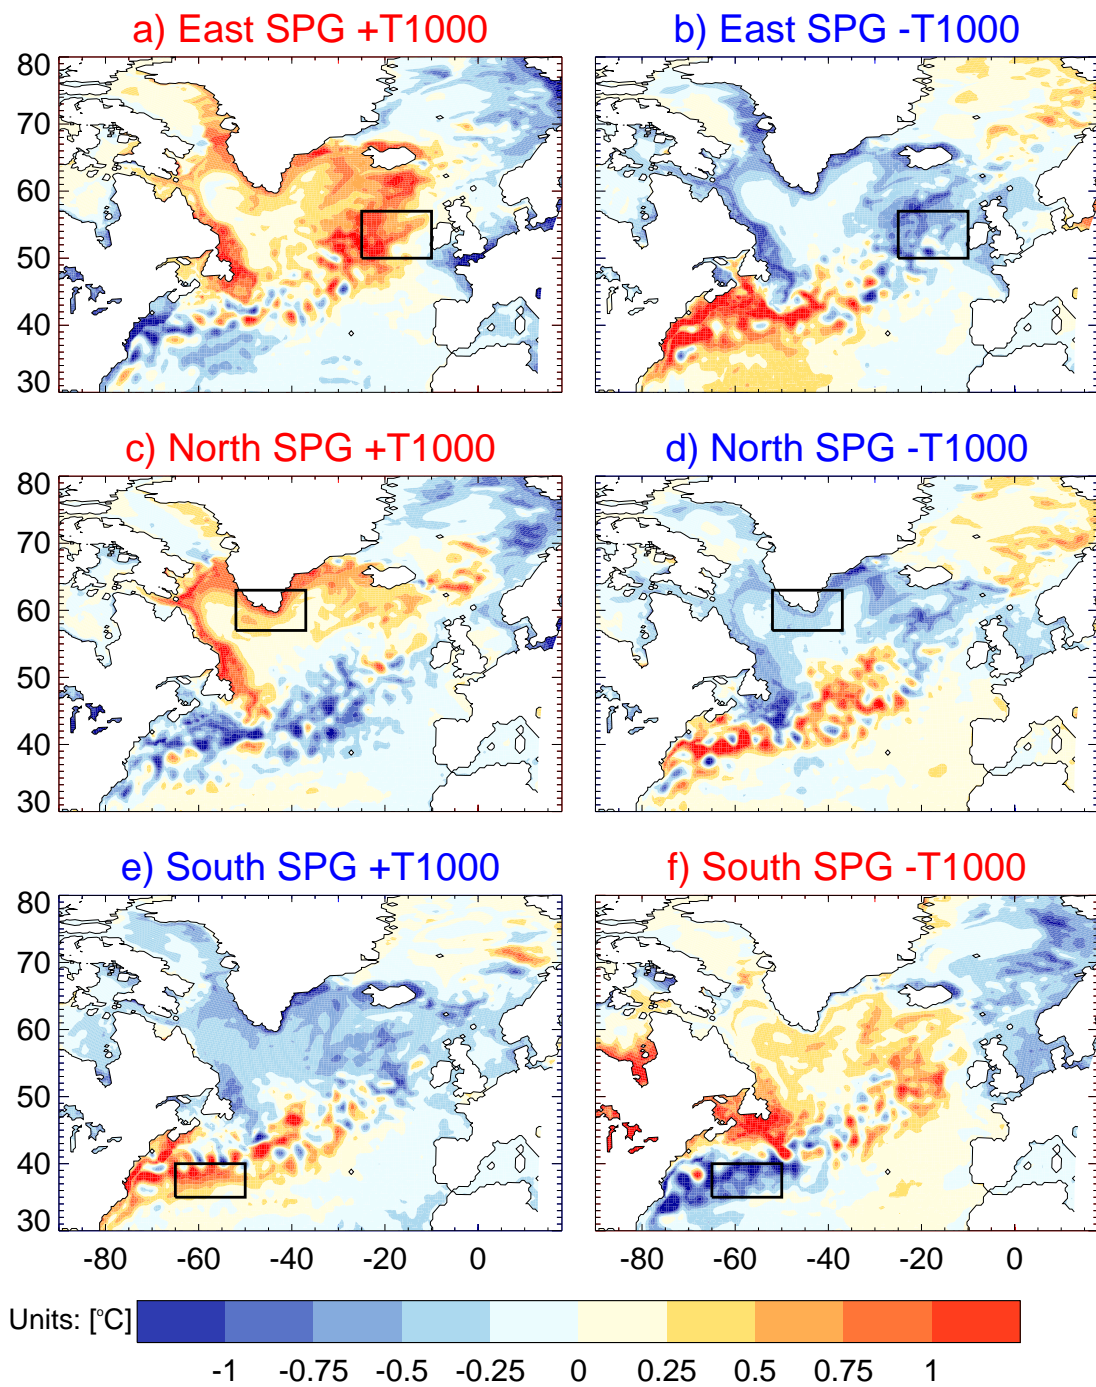 a) East SPG +T1000
b) East SPG -T1000
80
70
60
50
40
30
c) North SPG +T1000
d) North SPG -T1000
80
70
60
50
40
30
e) South SPG +T1000
f) South SPG -T1000
80
70
60
50
40
30
-80 -60 -40 -20 0
-80 -60 -40 -20 0
Units: [°C]
-1 -0.75 -0.5 -0.25 0 0.25 0.5 0.75 1